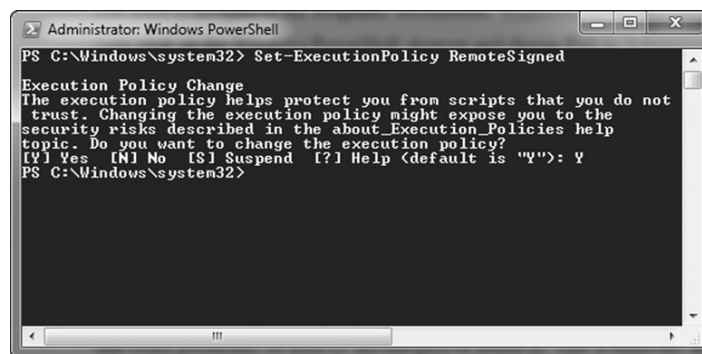 Administrator: Windows PowerShell
PS C:\Windows\system32> Set-ExecutionPolicy RemoteSigned
Execution Policy Change
The execution policy helps protect you from scripts that you do not
trust. Changing the execution policy might expose you to the
security risks described in the about_Execution_Policies help
topic. Do you want to change the execution policy?
[Y] Yes  [N] No  [S] Suspend  [?] Help (default is "Y"): Y
PS C:\Windows\system32>